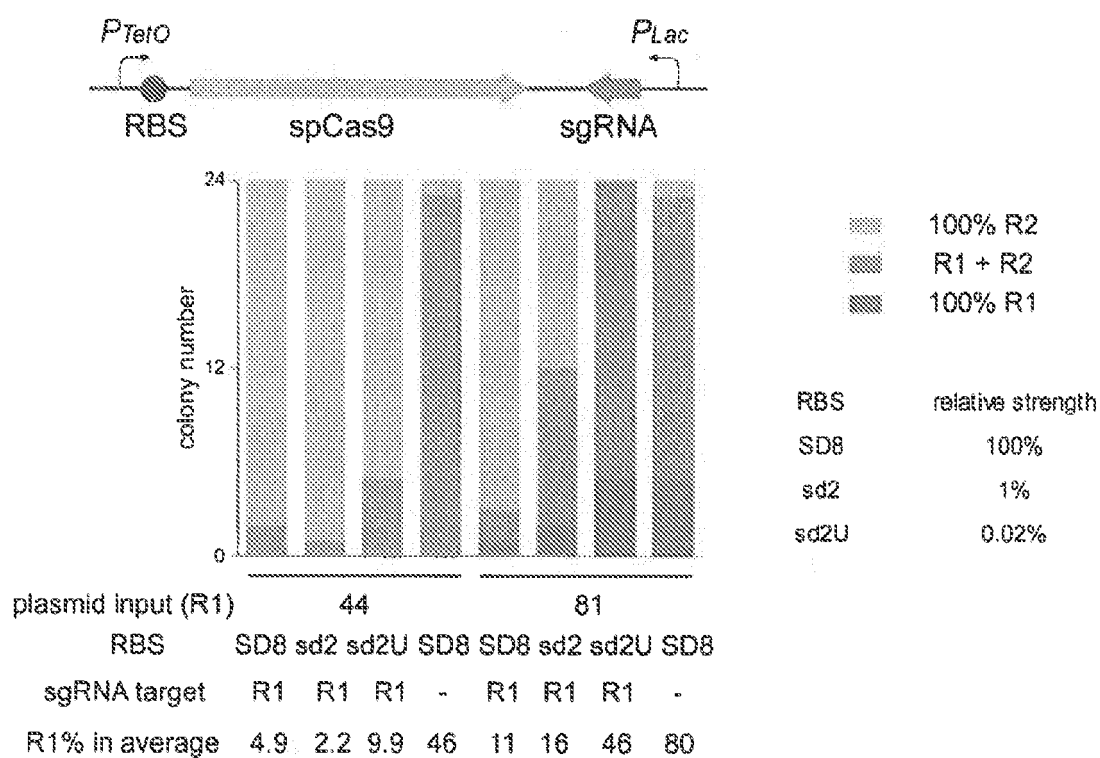 PTetO PLac
RBS spCas9 sgRNA
24
12
0
colony number
100% R2
R1 + R2
100% R1
RBS relative strength
SD8 100%
sd2 1%
sd2U 0.02%
plasmid input (R1) 44 81
RBS SD8 sd2 sd2U SD8 SD8 sd2 sd2U SD8
sgRNA target R1 R1 R1 - R1 R1 R1 -
R1% in average 4.9 2.2 9.9 46 11 16 46 80